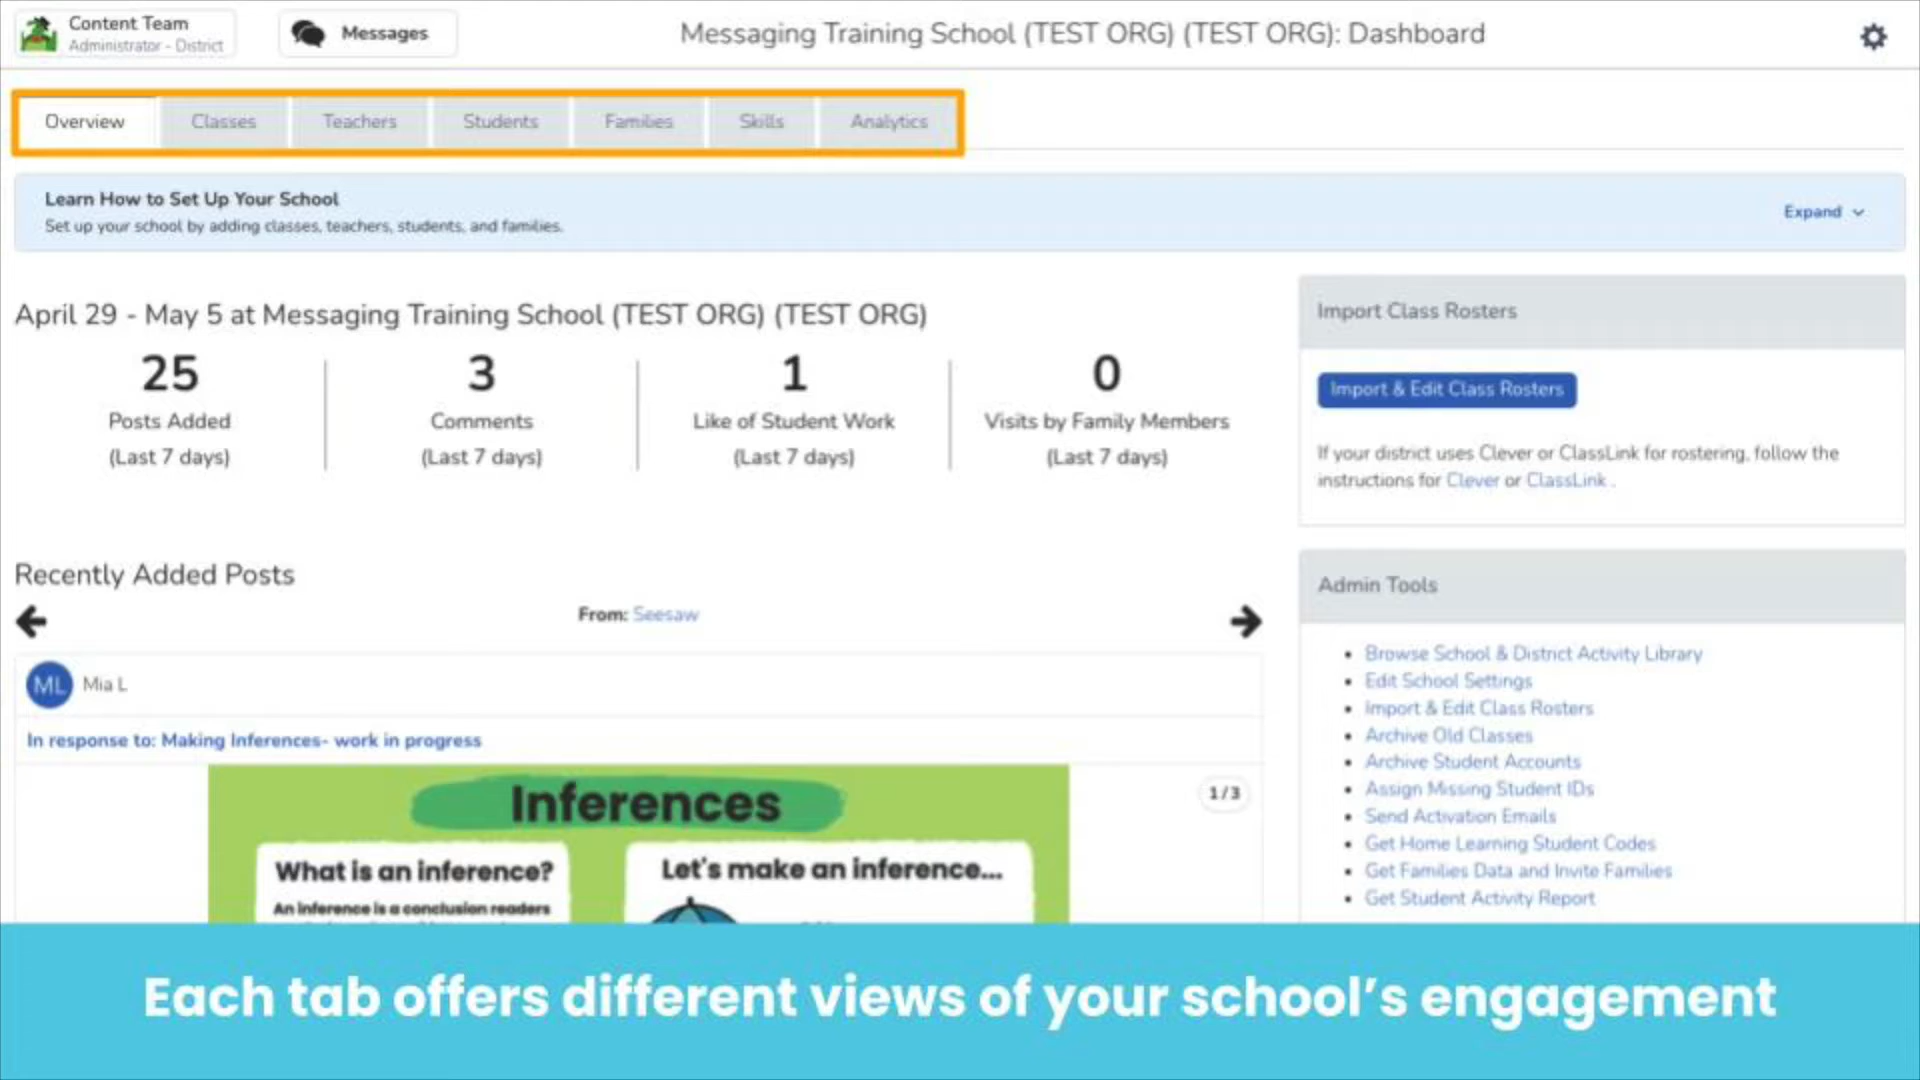 Content Team
Administrator - District
Messages
Messaging Training School (TEST ORG) (TEST ORG): Dashboard
Overview
Classes
Teachers
Students
Families
Skills
Analytics
Learn How to Set Up Your School
Set up your school by adding classes, teachers, students, and families.
Expand
April 29 - May 5 at Messaging Training School (TEST ORG) (TEST ORG)
25
Posts Added
(Last 7 days)
3
Comments
(Last 7 days)
1
Like of Student Work
(Last 7 days)
0
Visits by Family Members
(Last 7 days)
Import Class Rosters
Import & Edit Class Rosters
If your district uses Clever or ClassLink for rostering, follow the
instructions for Clever or ClassLink .
Recently Added Posts
From: Seesaw
ML Mia L
In response to: Making Inferences- work in progress
1/3
Inferences
What is an inference?
An inference is a conclusion readers
Let's make an inference...
Admin Tools
• Browse School & District Activity Library
• Edit School Settings
• Import & Edit Class Rosters
• Archive Old Classes
• Archive Student Accounts
• Assign Missing Student IDs
• Send Activation Emails
• Get Home Learning Student Codes
• Get Families Data and Invite Families
• Get Student Activity Report
Each tab offers different views of your school's engagement